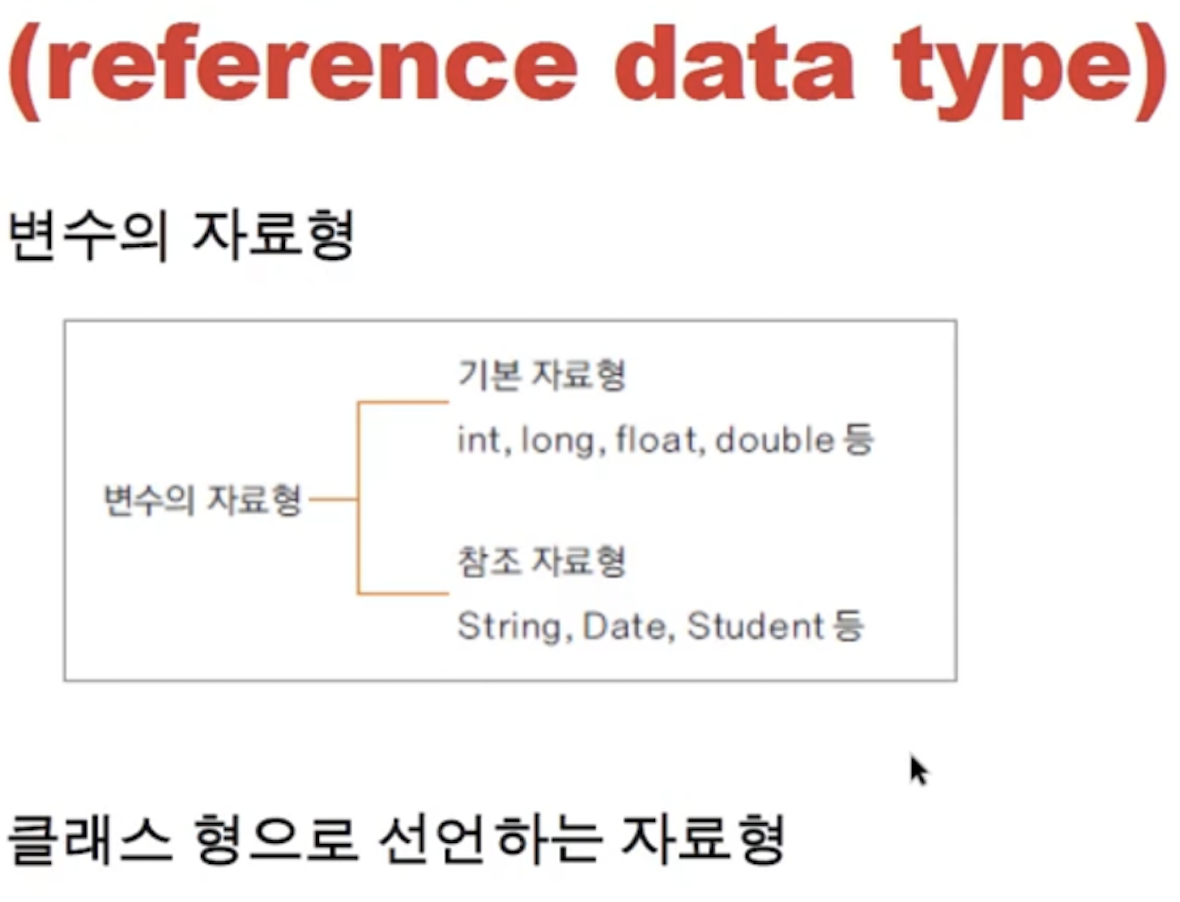 (reference data type)
변수의 자료형
기본 자료형
int, long, float, double 등
변수의 자료형
참조 자료형
String, Date, Student 등
클래스 형으로 선언하는 자료형